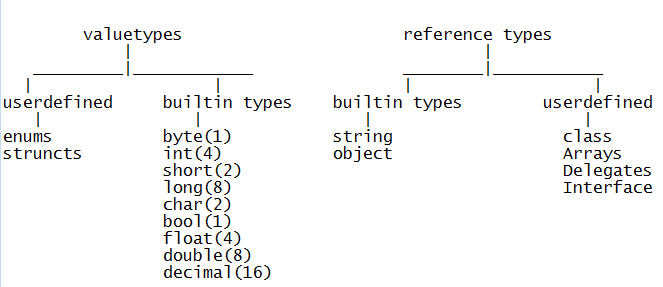 valuetypes reference types
userdefined builtin types builtin types userdefined
enums byte(1) string class
structs int(4) object Arrays
short(2) Delegates
long(8) Interface
char(2)
bool(1)
float(4)
double(8)
decimal(16)